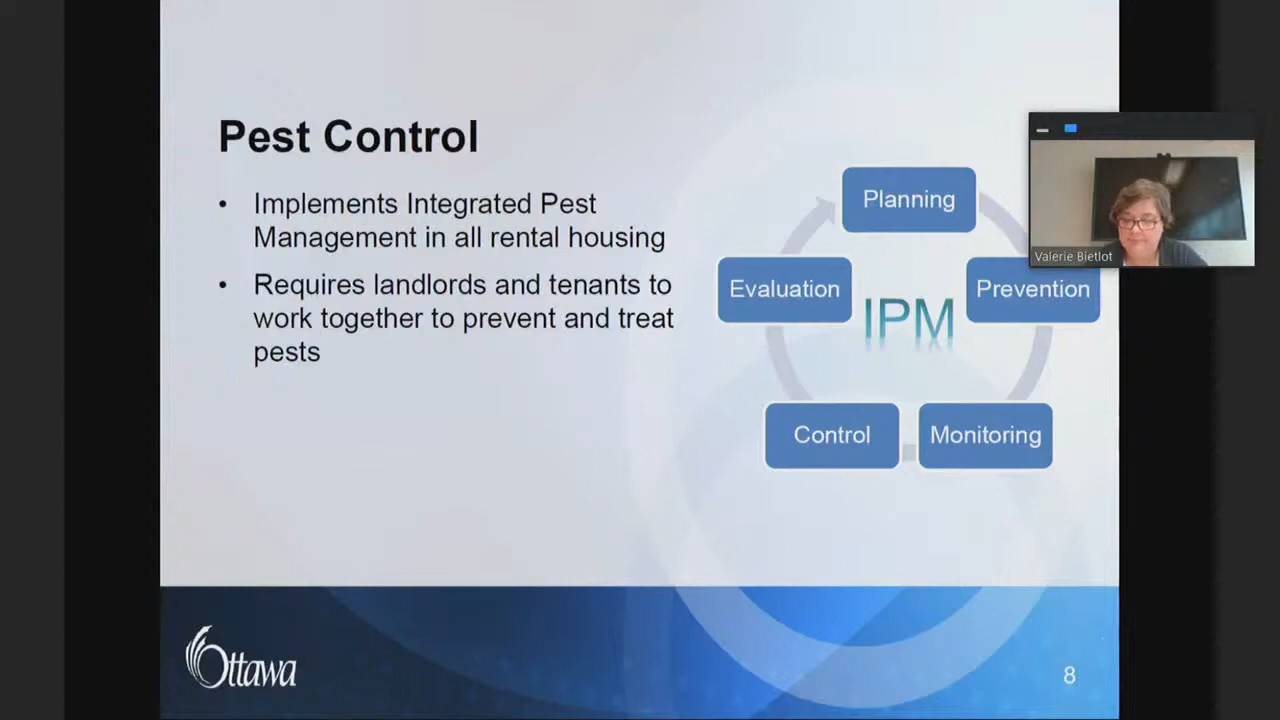 Pest Control
• Implements Integrated Pest
Management in all rental housing
• Requires landlords and tenants to
work together to prevent and treat
pests
Planning
Prevention
Monitoring
Control
Evaluation
IPM
Valerie Bietlot
Ottawa
8